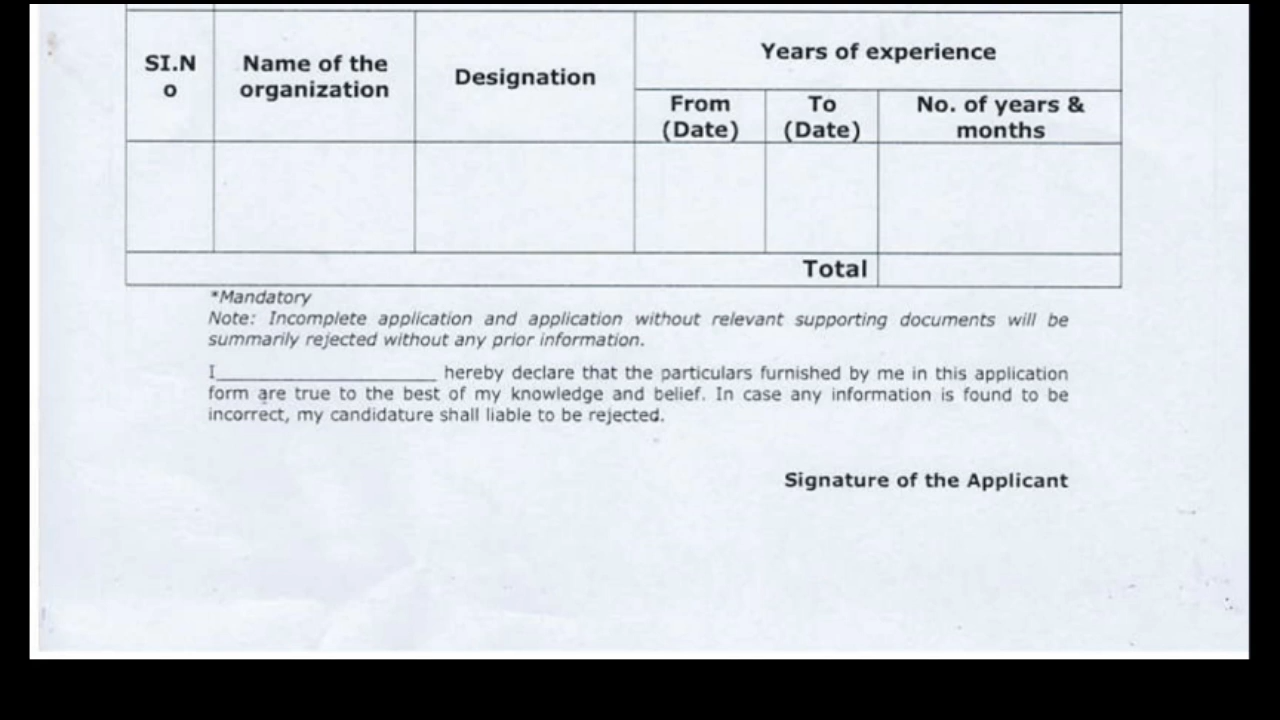 SI.N
o
Name of the
organization
Designation
Years of experience
From
(Date)
To
(Date)
No. of years &
months
Total
*Mandatory
Note: Incomplete application and application without relevant supporting documents will be
summarily rejected without any prior information.
I______________________ hereby declare that the particulars furnished by me in this application
form are true to the best of my knowledge and belief. In case any information is found to be
incorrect, my candidature shall liable to be rejected.
Signature of the Applicant